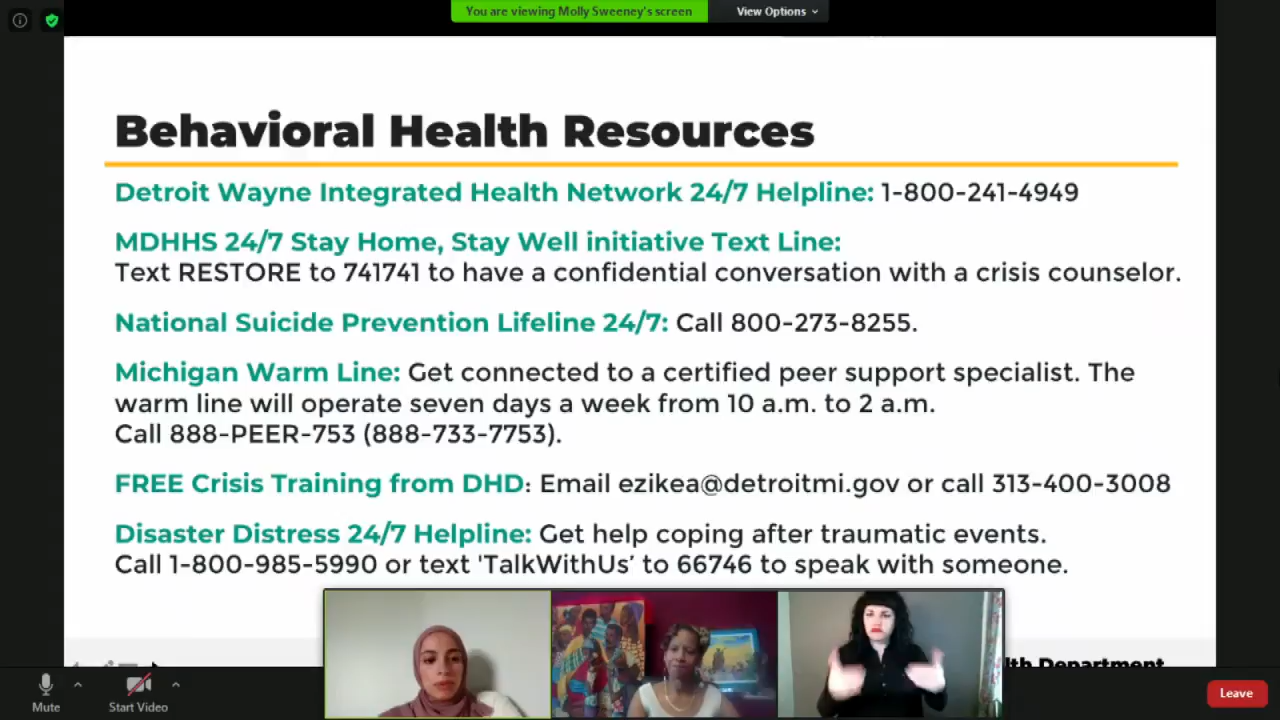 You are viewing Molly Sweeney's screen
View Options
Behavioral Health Resources
Detroit Wayne Integrated Health Network 24/7 Helpline: 1-800-241-4949
MDHHS 24/7 Stay Home, Stay Well initiative Text Line:
Text RESTORE to 741741 to have a confidential conversation with a crisis counselor.
National Suicide Prevention Lifeline 24/7: Call 800-273-8255.
Michigan Warm Line: Get connected to a certified peer support specialist. The
warm line will operate seven days a week from 10 a.m. to 2 a.m.
Call 888-PEER-753 (888-733-7753).
FREE Crisis Training from DHD: Email ezikea@detroitmi.gov or call 313-400-3008
Disaster Distress 24/7 Helpline: Get help coping after traumatic events.
Call 1-800-985-5990 or text 'TalkWithUs’ to 66746 to speak with someone.
Department
Mute
Start Video
Leave